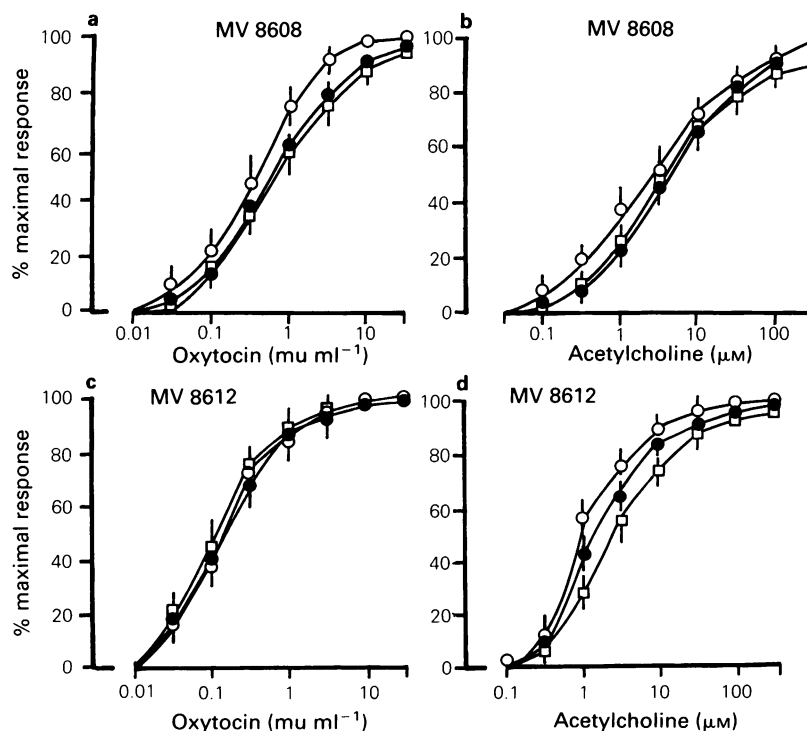 a
MV 8608
100
80
60
40
20
0
% maximal response
0.01 0.1 1 10
Oxytocin (mu ml⁻¹)
b
MV 8608
100
80
60
40
20
0
0.1 1 10 100
Acetylcholine (μM)
c
MV 8612
100
80
60
40
20
0
% maximal response
0.01 0.1 1 10
Oxytocin (mu ml⁻¹)
d
MV 8612
100
80
60
40
20
0
0.1 1 10 100
Acetylcholine (μM)